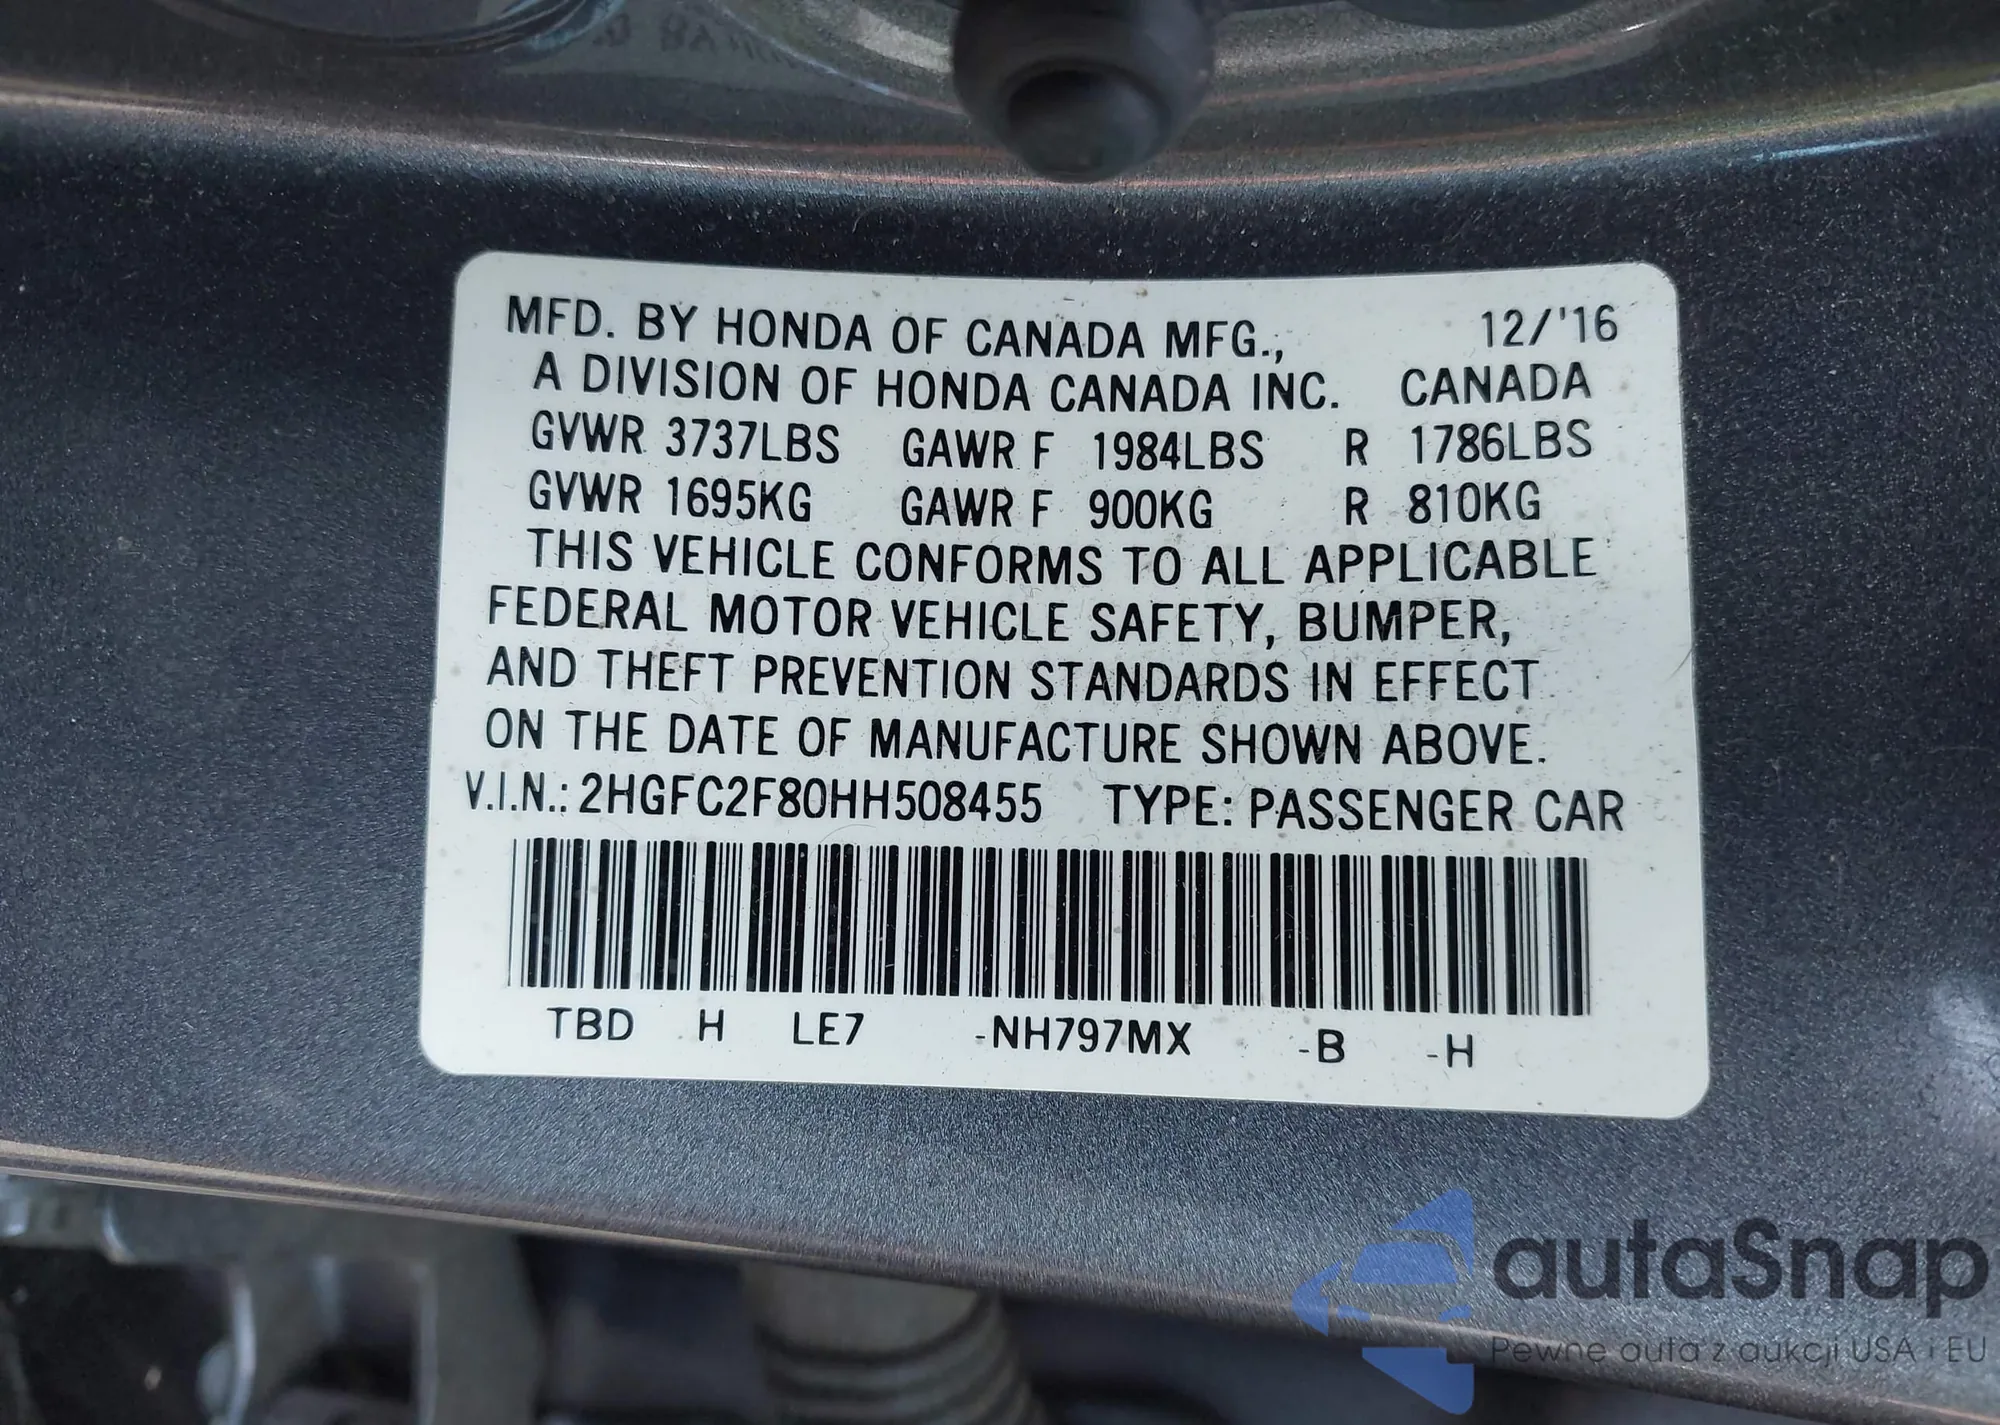 MFD. BY HONDA OF CANADA MFG., 12/'16
A DIVISION OF HONDA CANADA INC. CANADA
GVWR 3737LBS GAWR F 1984LBS R 1786LBS
GVWR 1695KG GAWR F 900KG R 810KG
THIS VEHICLE CONFORMS TO ALL APPLICABLE
FEDERAL MOTOR VEHICLE SAFETY, BUMPER,
AND THEFT PREVENTION STANDARDS IN EFFECT
ON THE DATE OF MANUFACTURE SHOWN ABOVE.
V.I.N.: 2HGFC2F80HH508455 TYPE: PASSENGER CAR
TBD H LE7 -NH797MX -B -H
autaSnap
Pewne auta z aukcji USA i EU